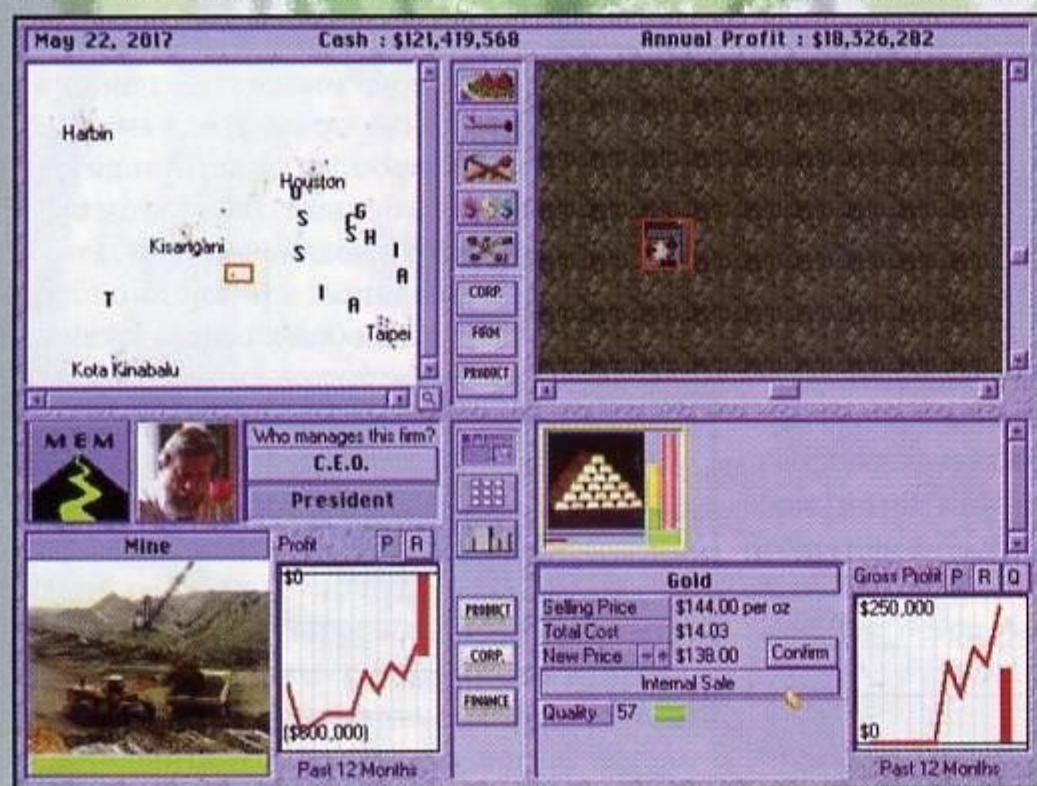 May 22, 2017 Cash : $121,419,568 Annual Profit : $18,326,282
Harbin
Houston
Kisangani
Taipei
Kota Kinabalu
T
CORP.
FIRM
PRODUCT
MEM
Who manages this firm?
C.E.O.
President
Mine
Profit P R
$0
($800,000)
Past 12 Months
PRODUCT
CORP.
FINANCE
Gold
Selling Price $144.00 per oz
Total Cost $14.03
New Price - + $138.00 Confirm
Internal Sale
Quality 57
Gross Profit P R Q
$250,000
$0
Past 12 Months